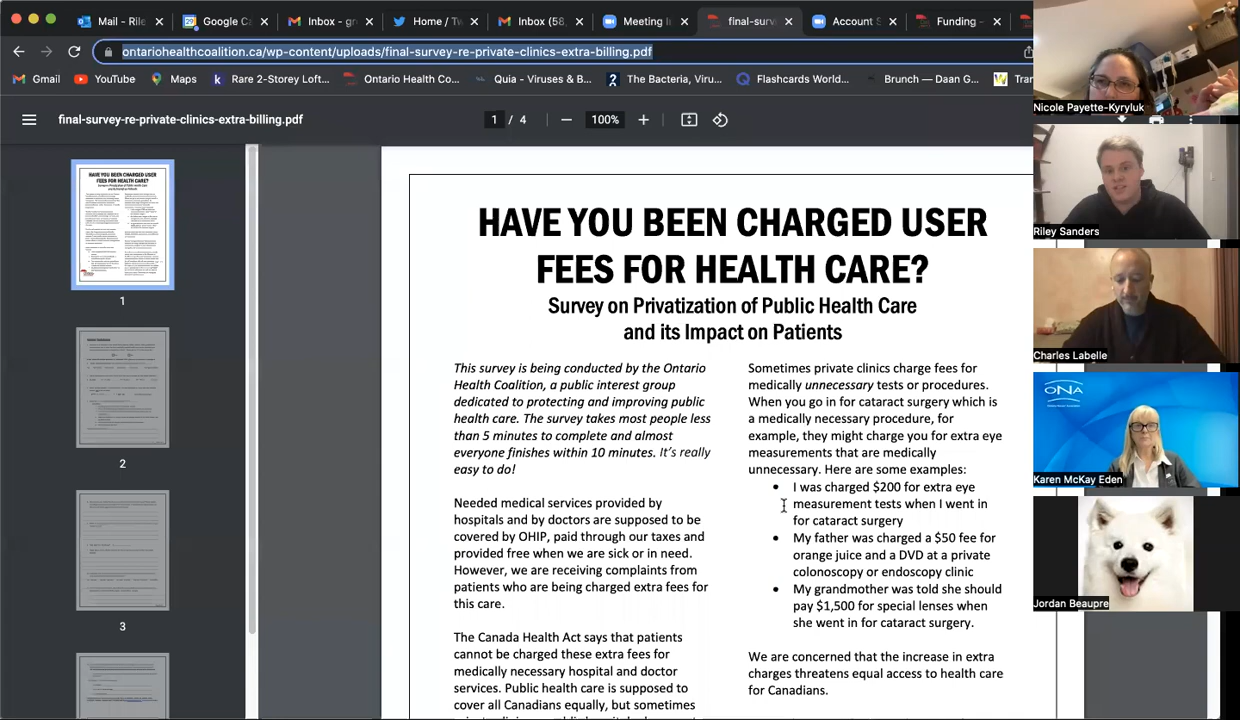 Mail - Rile
Google Ca
Inbox - gr
Home / Tw
Inbox (58,
Meeting I
final-surv
Account S
Funding -
ontariohealthcoalition.ca/wp-content/uploads/final-survey-re-private-clinics-extra-billing.pdf
Gmail
YouTube
Maps
Rare 2-Storey Loft...
Ontario Health Co...
Quia - Viruses & B...
The Bacteria, Viru...
Flashcards World...
Brunch — Daan G...
Tran
final-survey-re-private-clinics-extra-billing.pdf
1 / 4
100%
HAVE YOU BEEN CHARGED USER
FEES FOR HEALTH CARE?
1
2
3
HAVE YOU BEEN CHARGED USER
FEES FOR HEALTH CARE?
Survey on Privatization of Public Health Care
and its Impact on Patients
This survey is being conducted by the Ontario
Health Coalition, a public interest group
dedicated to protecting and improving public
health care. The survey takes most people less
than 5 minutes to complete and almost
everyone finishes within 10 minutes. It's really
easy to do!
Needed medical services provided by
hospitals and by doctors are supposed to be
covered by OHIP, paid through our taxes and
provided free when we are sick or in need.
However, we are receiving complaints from
patients who are being charged extra fees for
this care.
The Canada Health Act says that patients
cannot be charged these extra fees for
medically necessary hospital and doctor
services. Public health care is supposed to
cover all Canadians equally, but sometimes
Sometimes private clinics charge fees for
medically unnecessary tests or procedures.
When you go in for cataract surgery which is
a medically necessary procedure, for
example, they might charge you for extra eye
measurements that are medically
unnecessary. Here are some examples:
• I was charged $200 for extra eye
measurement tests when I went in
for cataract surgery
• My father was charged a $50 fee for
orange juice and a DVD at a private
colonoscopy or endoscopy clinic
• My grandmother was told she should
pay $1,500 for special lenses when
she went in for cataract surgery.
We are concerned that the increase in extra
charges threatens equal access to health care
for Canadians.
Nicole Payette-Kyryluk
Riley Sanders
Charles Labelle
ONA
Karen McKay Eden
Jordan Beaupre